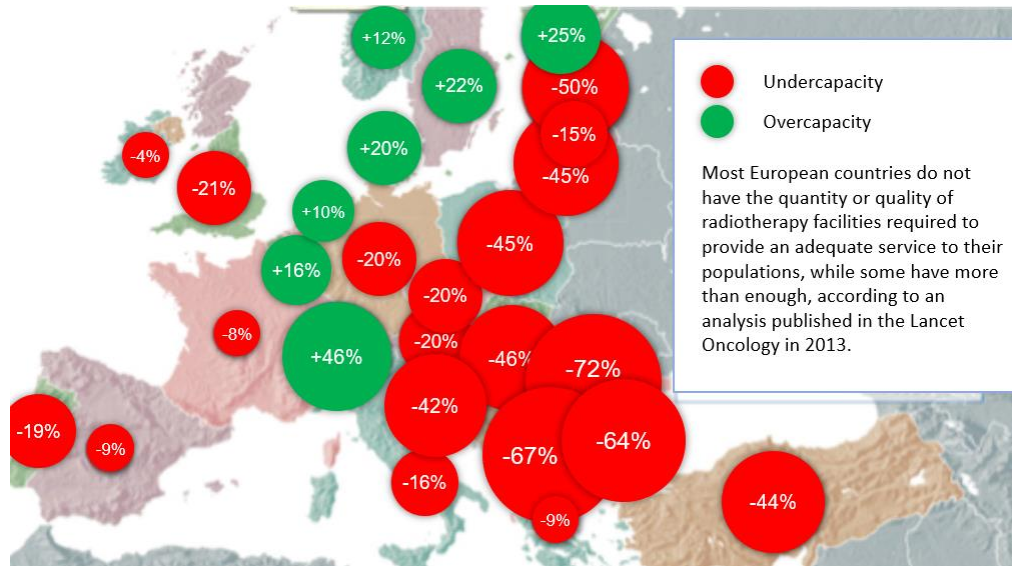 +12%
+25%
+22%
-50%
+20%
-15%
-4%
-45%
-21%
+10%
-45%
+16%
-20%
-20%
-8%
+46%
-20%
-46%
-72%
-42%
-19%
-9%
-67%
-64%
-16%
-9%
-44%
Undercapacity
Overcapacity
Most European countries do not
have the quantity or quality of
radiotherapy facilities required to
provide an adequate service to their
populations, while some have more
than enough, according to an
analysis published in the Lancet
Oncology in 2013.